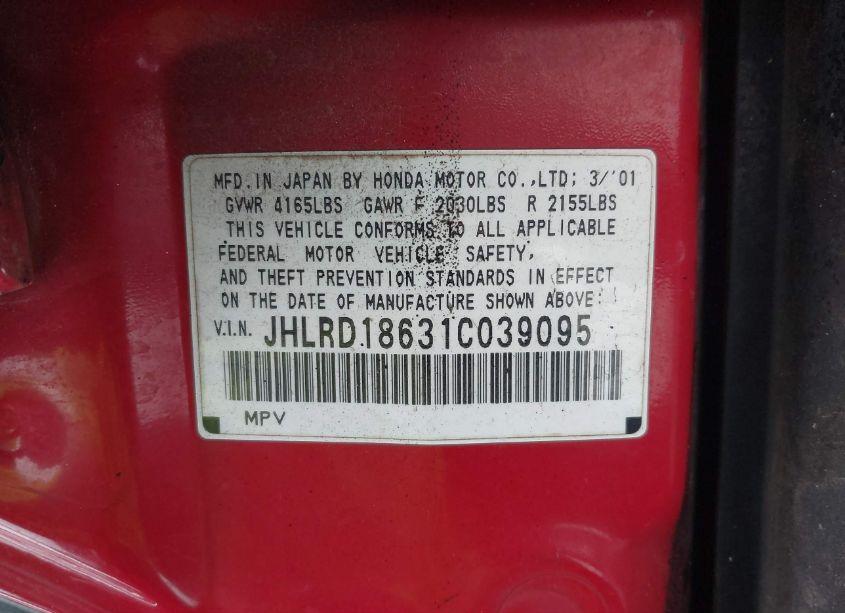 MFD.IN JAPAN BY HONDA MOTOR CO.,LTD; 3/'01
GVWR 4165LBS GAWR F 2030LBS R 2155LBS
THIS VEHICLE CONFORMS TO ALL APPLICABLE
FEDERAL MOTOR VEHICLE SAFETY,
AND THEFT PREVENTION STANDARDS IN EFFECT
ON THE DATE OF MANUFACTURE SHOWN ABOVE:
V.I.N. JHLRD18631C039095
MPV